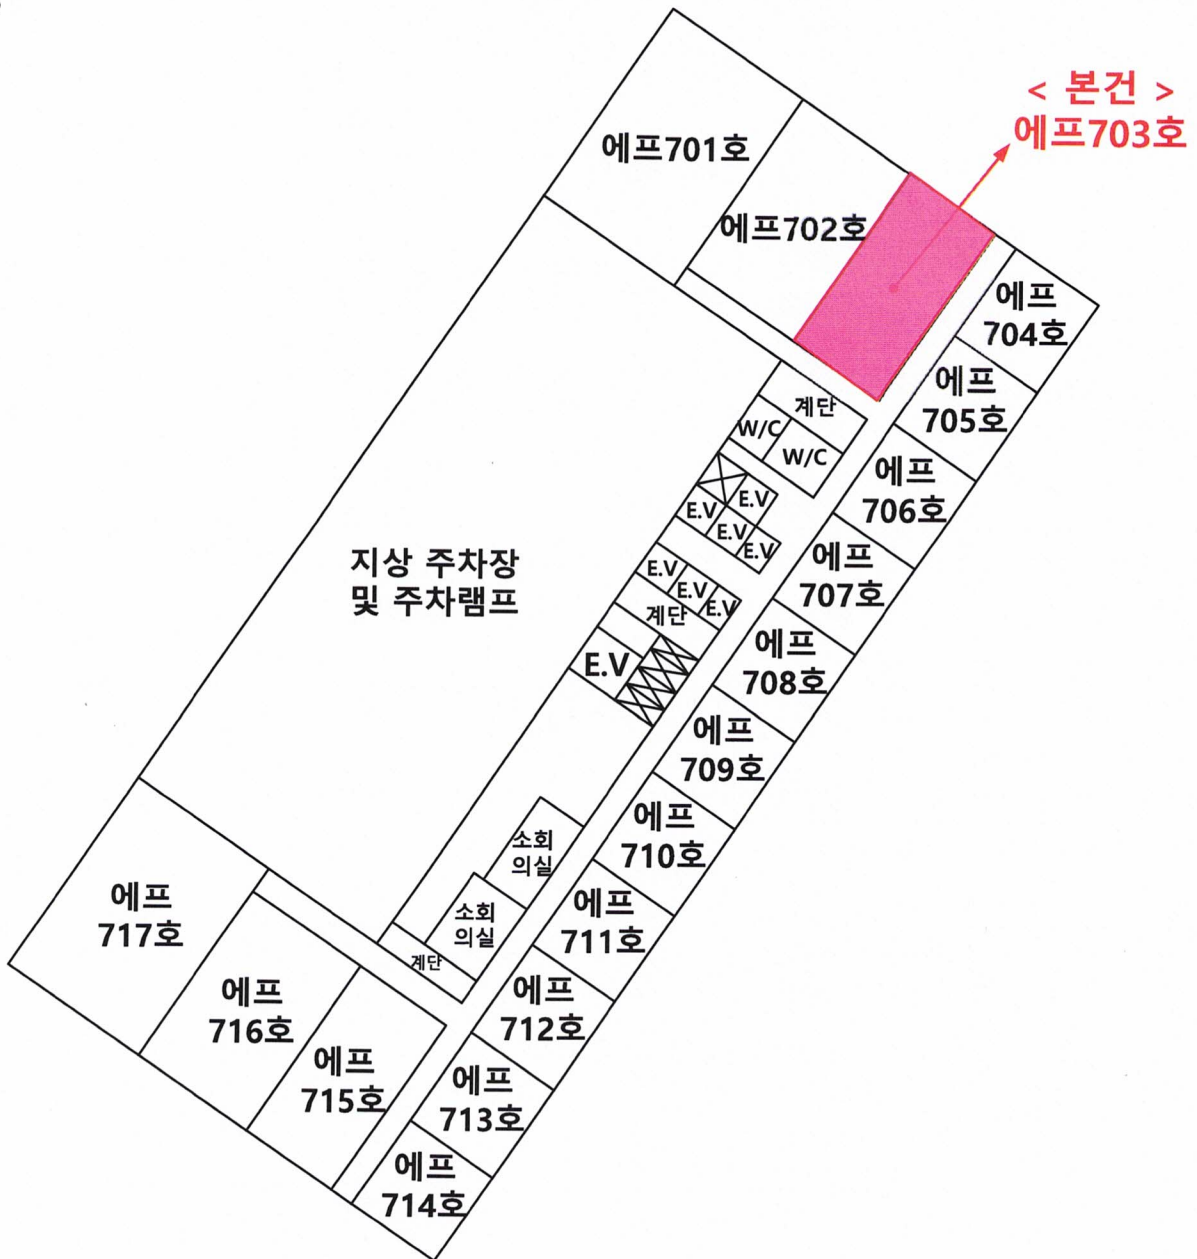 < 본건 >
에프703호
에프701호
에프702호
에프
704호
에프
705호
에프
706호
에프
707호
에프
708호
에프
709호
에프
710호
에프
711호
에프
712호
에프
713호
에프
714호
계단
W/C
W/C
E.V
E.V
E.V
E.V
E.V
E.V
E.V
계단
E.V
지상 주차장
및 주차램프
소회
의실
소회
의실
계단
에프
717호
에프
716호
에프
715호